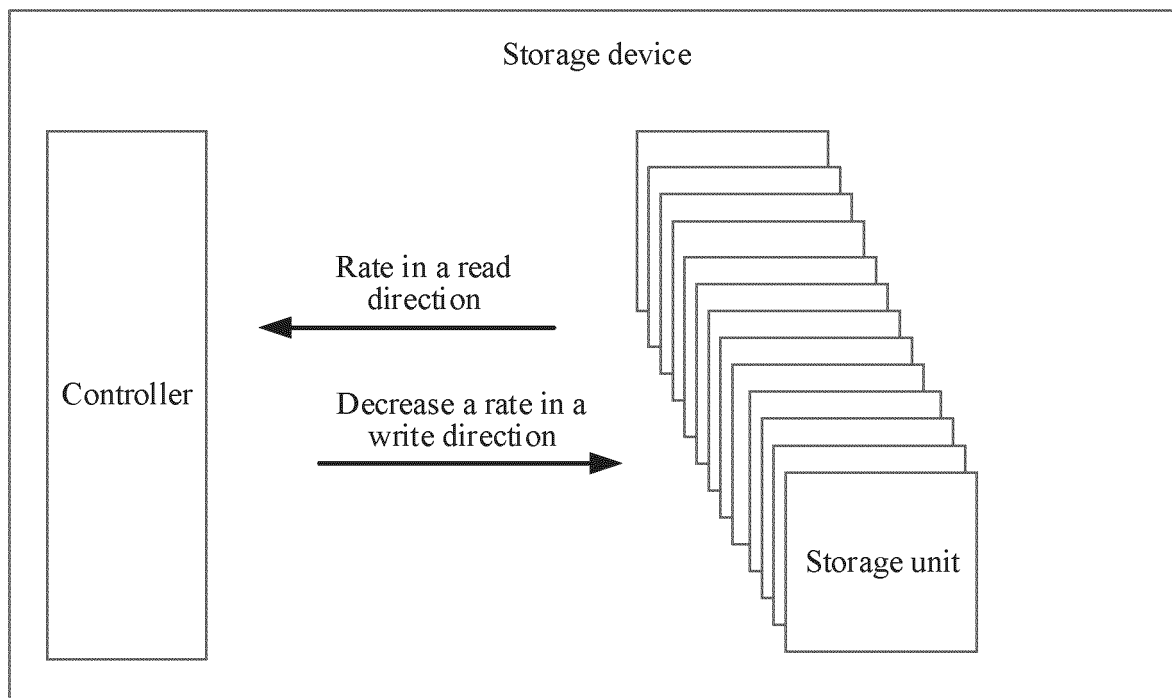 Storage device
Rate in a read
direction
Controller
Decrease a rate in a
write direction
Storage unit